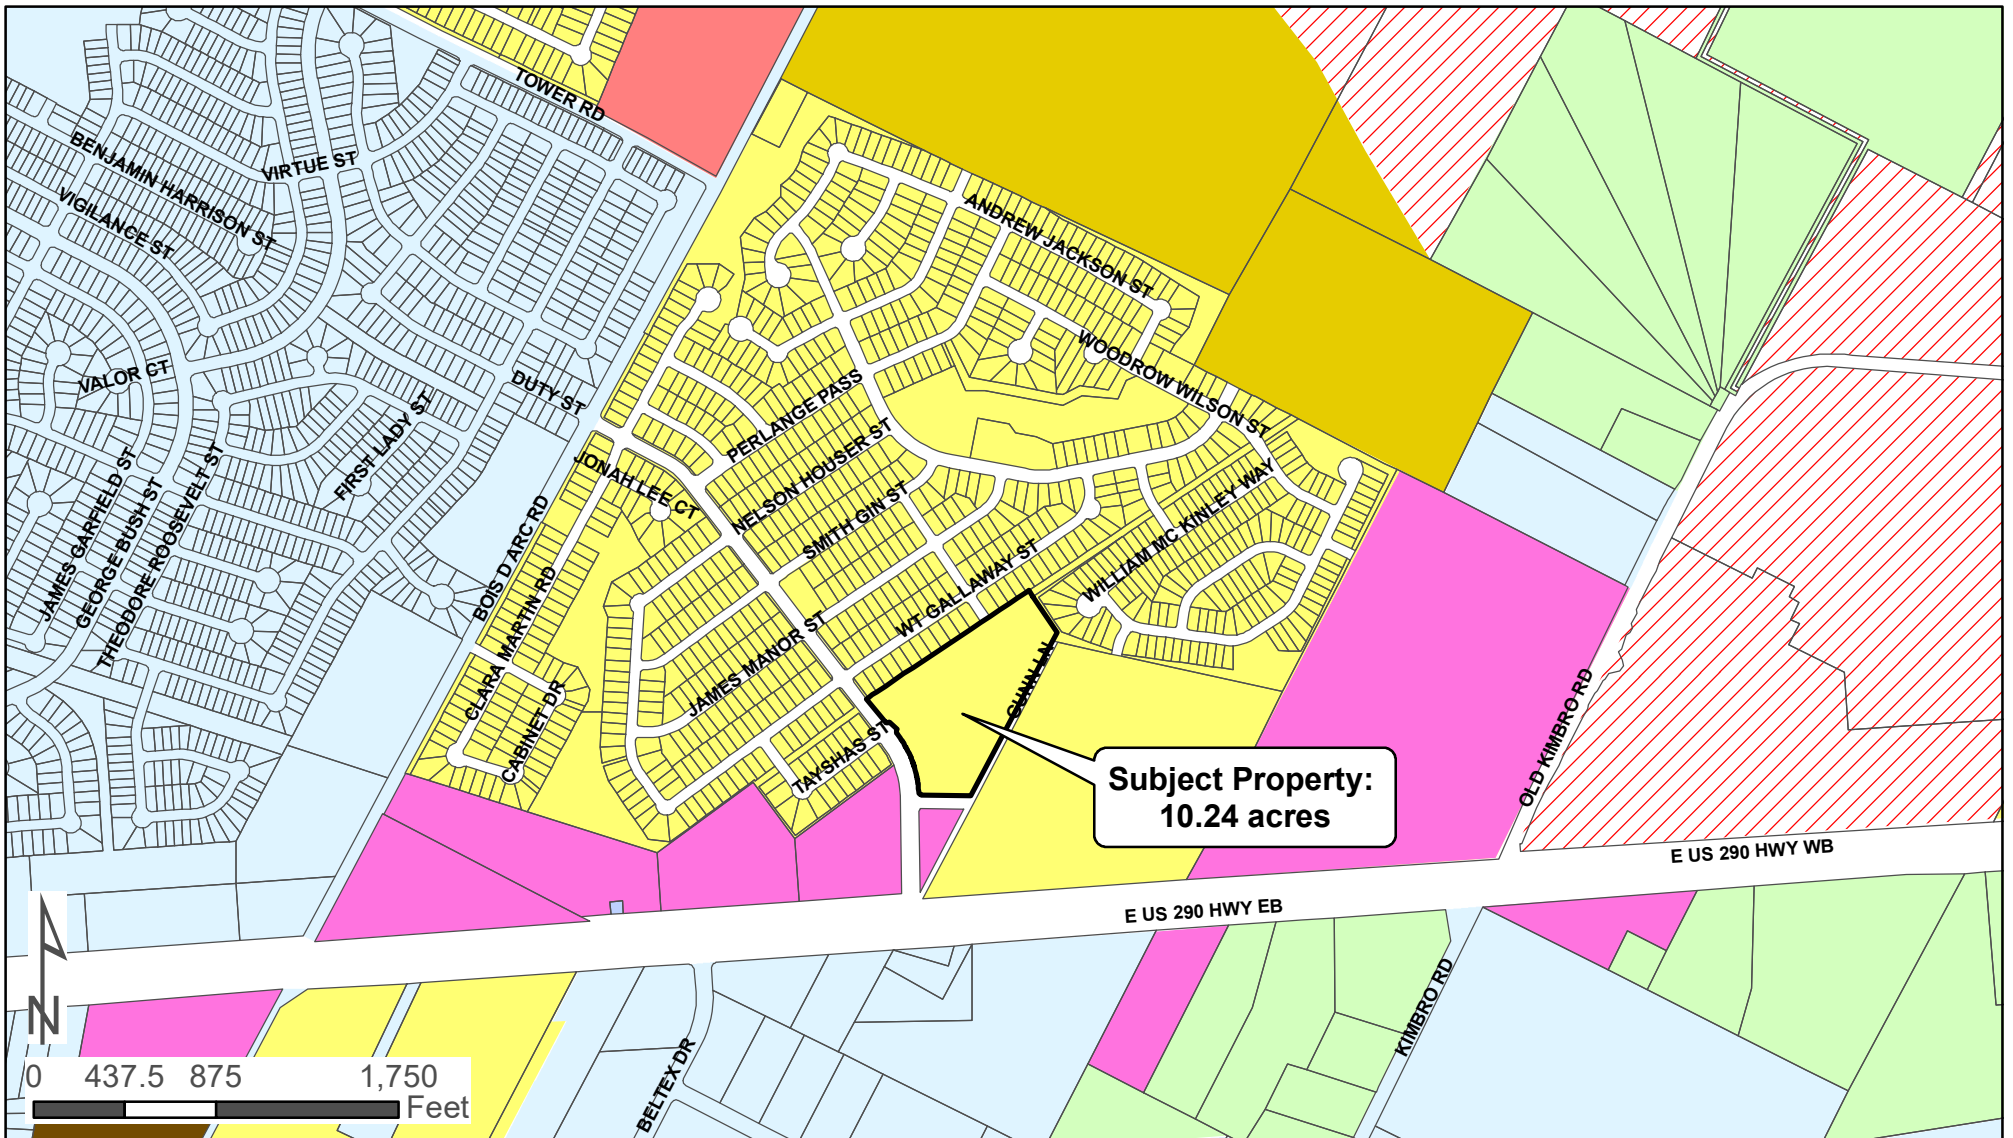 TOWER RD
BENJAMIN HARRISON ST
VIRTUE ST
VIGILANCE ST
ANDREW JACKSON ST
WOODROW WILSON ST
VALOR CT
DUTY ST
FIRST LADY ST
PERLANGE PASS
NELSON HOUSER ST
JONAH LEE CT
SMITH GIN ST
WILLIAM MC KINLEY WAY
JAMES GARFIELD ST
GEORGE BUSH ST
THEODORE ROOSEVELT ST
BOIS D ARC RD
CLARA MARTIN RD
WT GALLAWAY ST
JAMES MANOR ST
CABINET DR
TAYSHAS ST
GUNN LN
OLD KIMBRO RD
Subject Property:
10.24 acres
E US 290 HWY WB
E US 290 HWY EB
KIMBRO RD
BELTEX DR
N
0 437.5 875 1,750
Feet